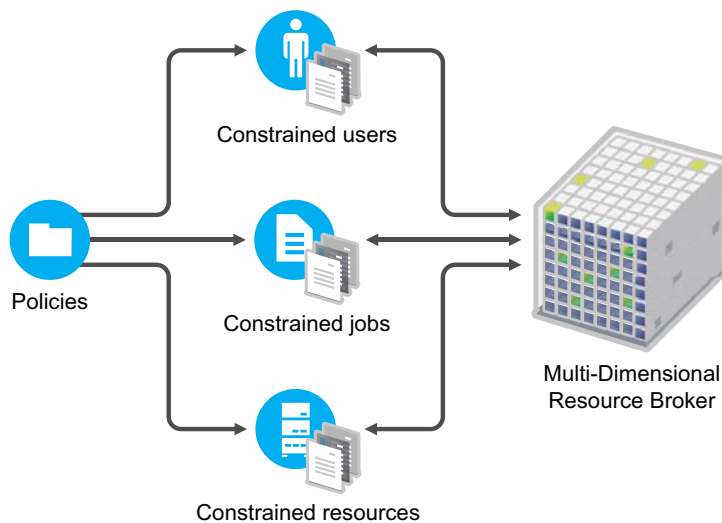 Constrained users
Policies
Constrained jobs
Multi-Dimensional
Resource Broker
Constrained resources